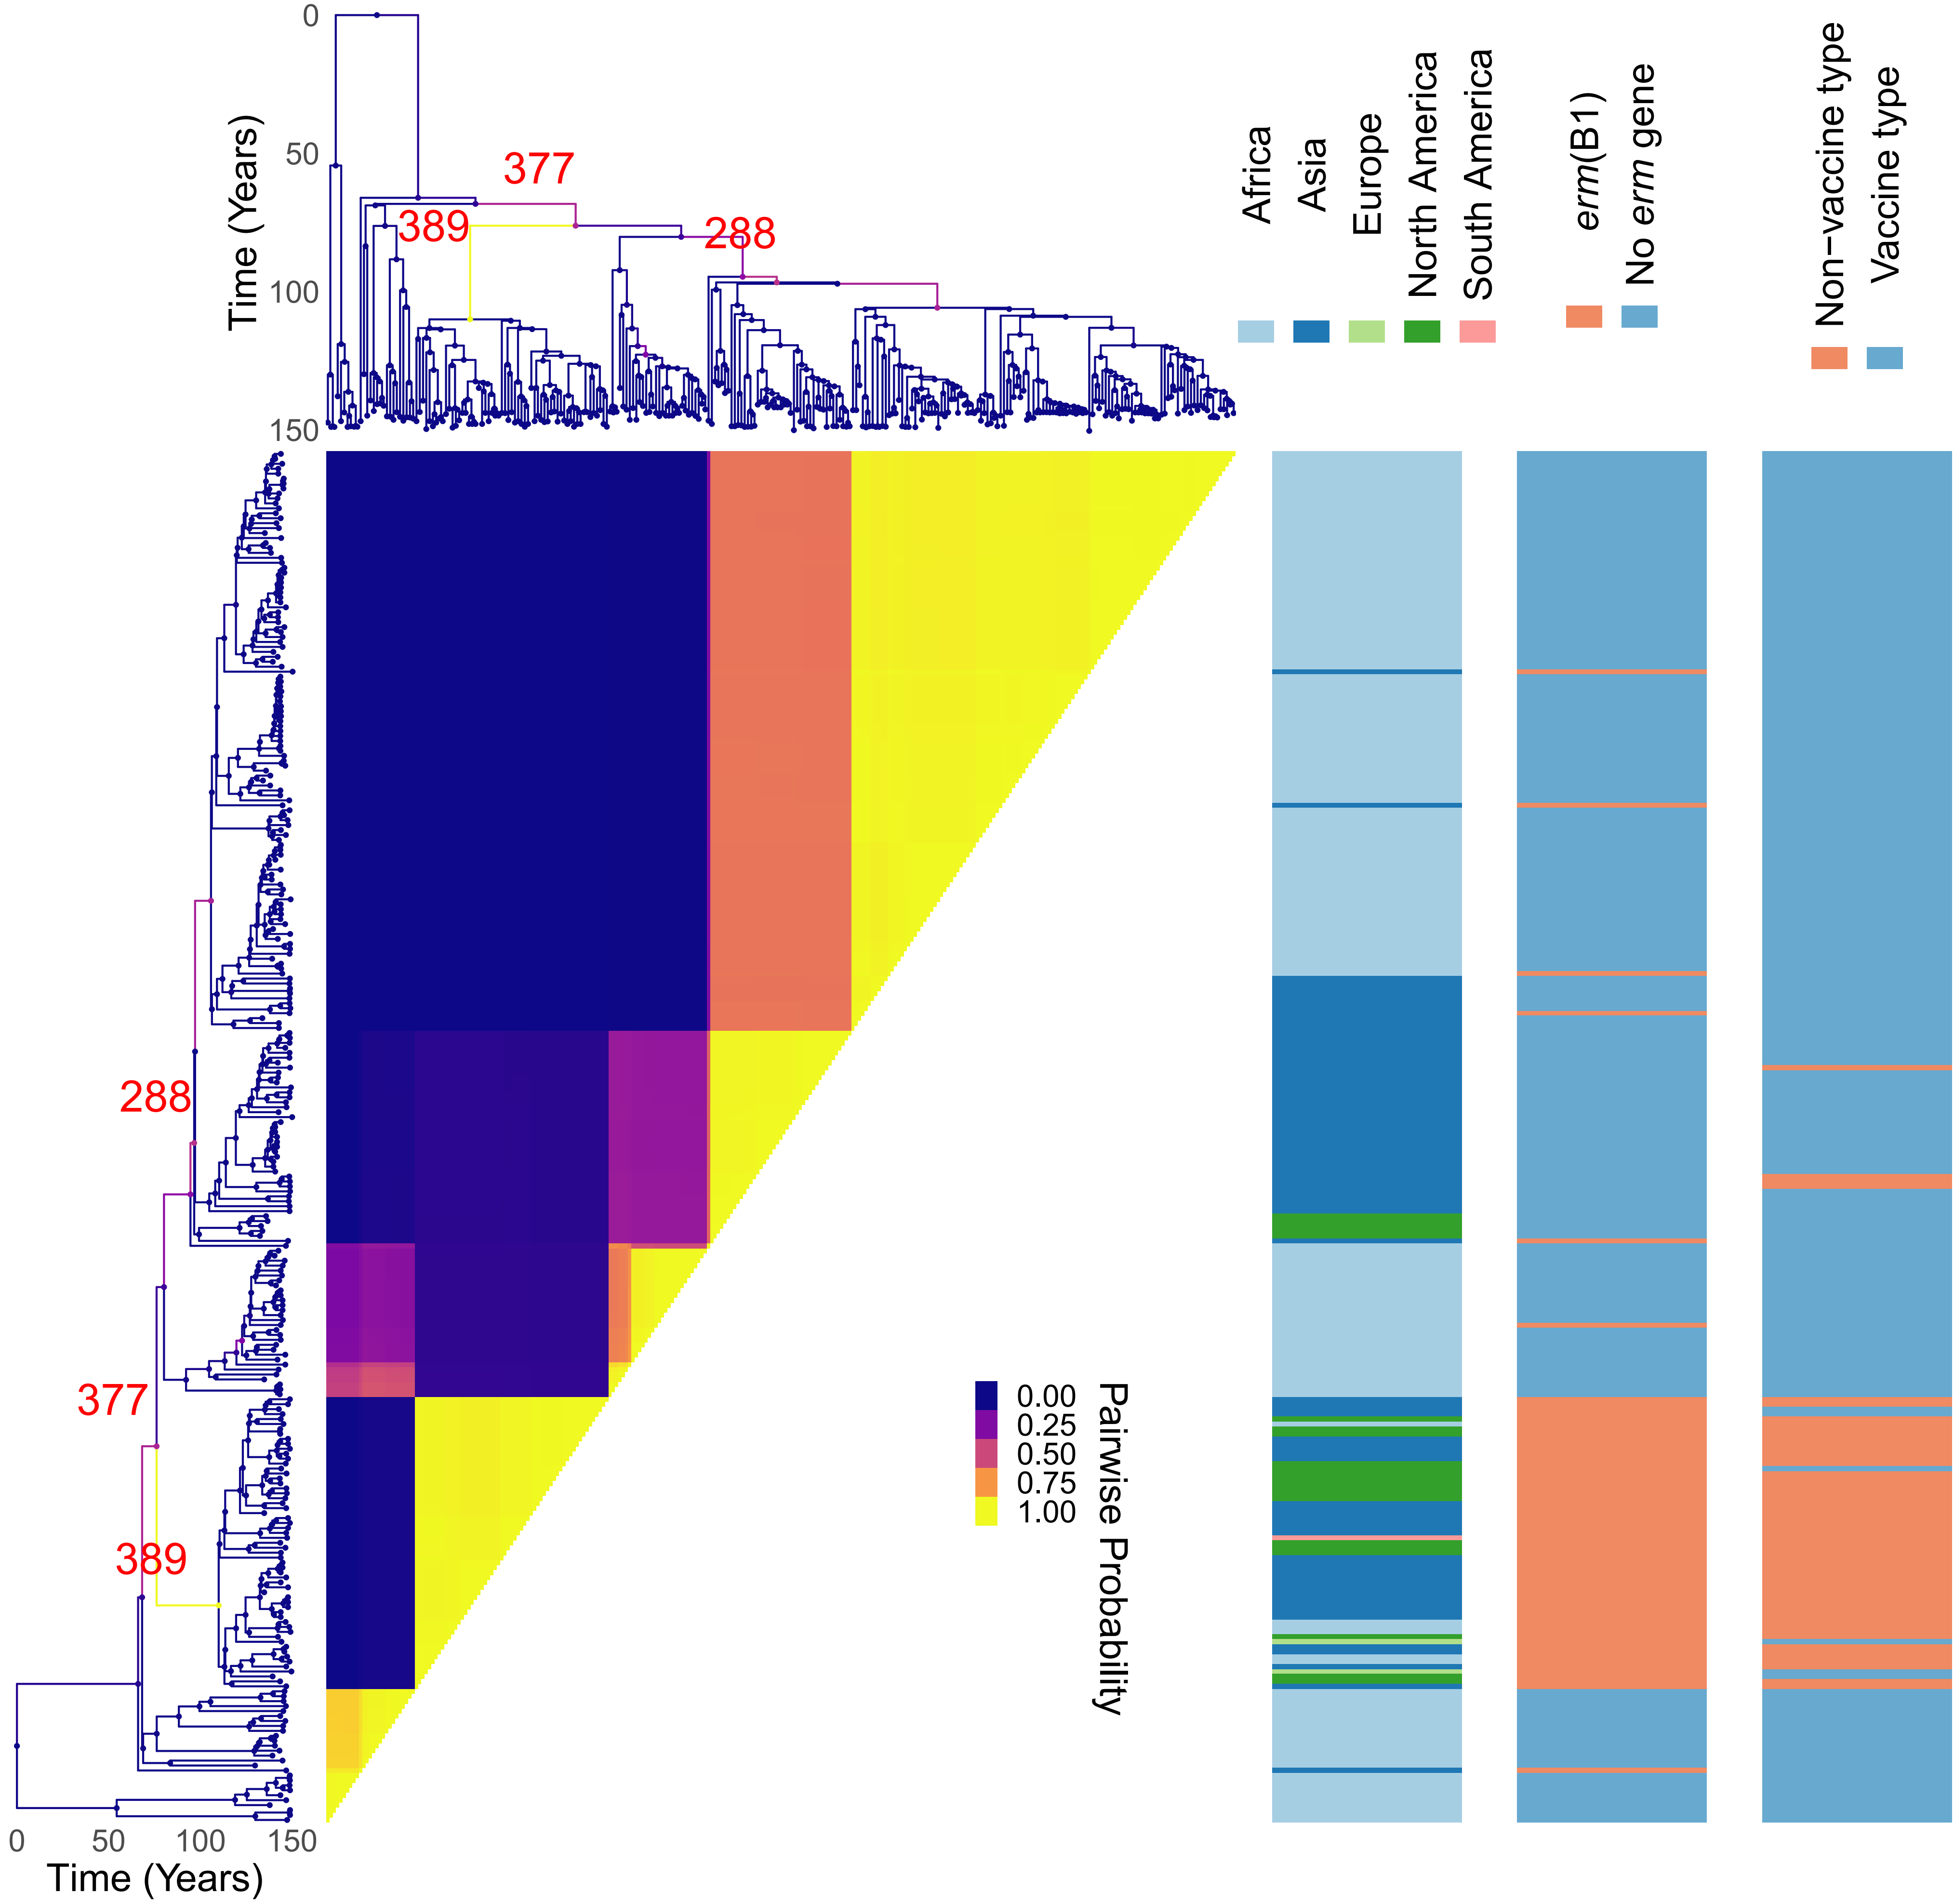 0
50
100
150
Time (Years)
377
389
288
Africa
Asia
Europe
North America
South America
erm(B1)
No erm gene
Non−vaccine type
Vaccine type
288
377
389
0.00
0.25
0.50
0.75
1.00
Pairwise Probability
0 50 100 150
Time (Years)